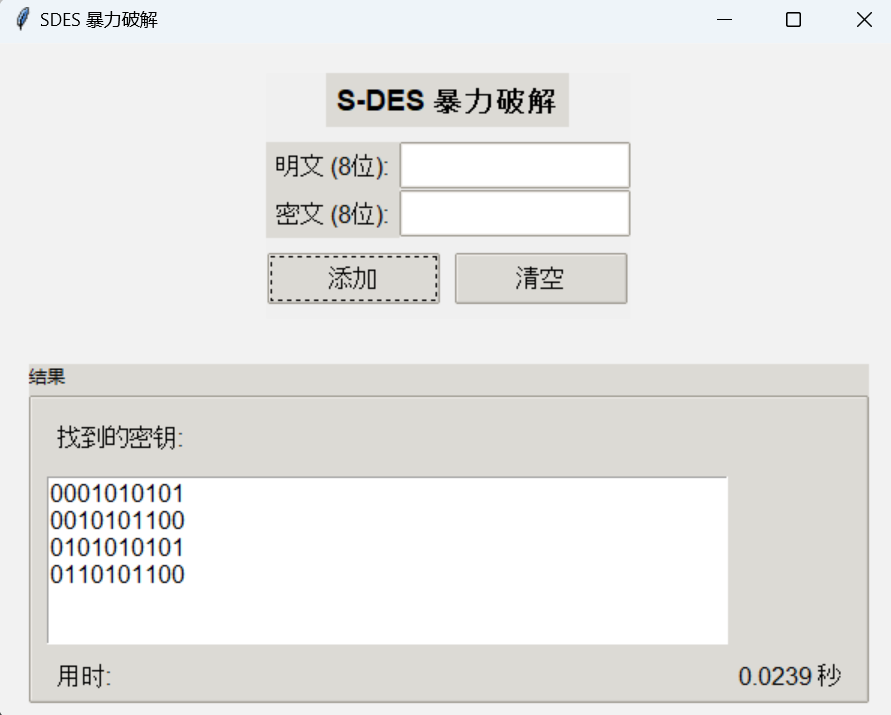 SDES 暴力破解
S-DES 暴力破解
明文 (8位):
密文 (8位):
添加 清空
结果
找到的密钥:
0001010101
0010101100
0101010101
0110101100
用时: 0.0239 秒